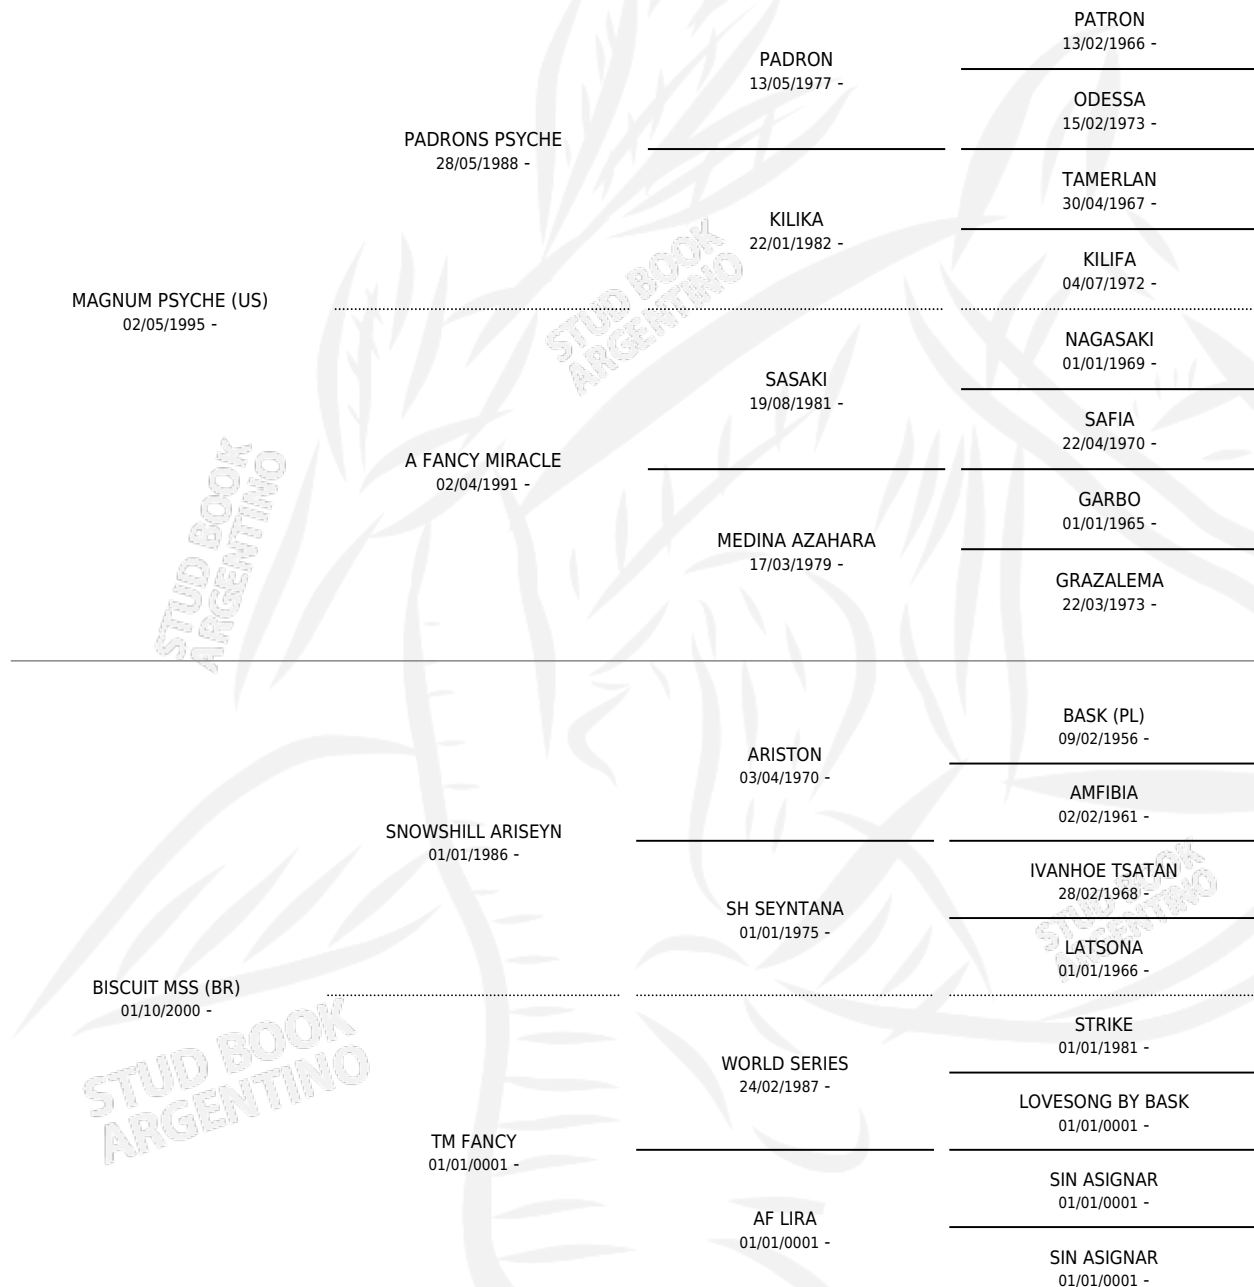 PATRON
13/02/1966 -
PADRON
13/05/1977 -
ODESSA
15/02/1973 -
PADRONS PSYCHE
28/05/1988 -
TAMERLAN
30/04/1967 -
KILIKA
22/01/1982 -
KILIFA
04/07/1972 -
MAGNUM PSYCHE (US)
02/05/1995 -
NAGASAKI
01/01/1969 -
SASAKI
19/08/1981 -
SAFIA
22/04/1970 -
A FANCY MIRACLE
02/04/1991 -
GARBO
01/01/1965 -
MEDINA AZAHARA
17/03/1979 -
GRAZALEMA
22/03/1973 -
BASK (PL)
09/02/1956 -
ARISTON
03/04/1970 -
AMFIBIA
02/02/1961 -
SNOWSHILL ARISEYN
01/01/1986 -
IVANHOE TSATAN
28/02/1968 -
SH SEYNTANA
01/01/1975 -
LATSONA
01/01/1966 -
BISCUIT MSS (BR)
01/10/2000 -
STRIKE
01/01/1981 -
WORLD SERIES
24/02/1987 -
LOVESONG BY BASK
01/01/0001 -
TM FANCY
01/01/0001 -
SIN ASIGNAR
01/01/0001 -
AF LIRA
01/01/0001 -
SIN ASIGNAR
01/01/0001 -
STUD BOOK
ARGENTINO
STUD BOOK
ARGENTINO
STUD BOOK
ARGENTINO
STUD BOOK
ARGENTINO